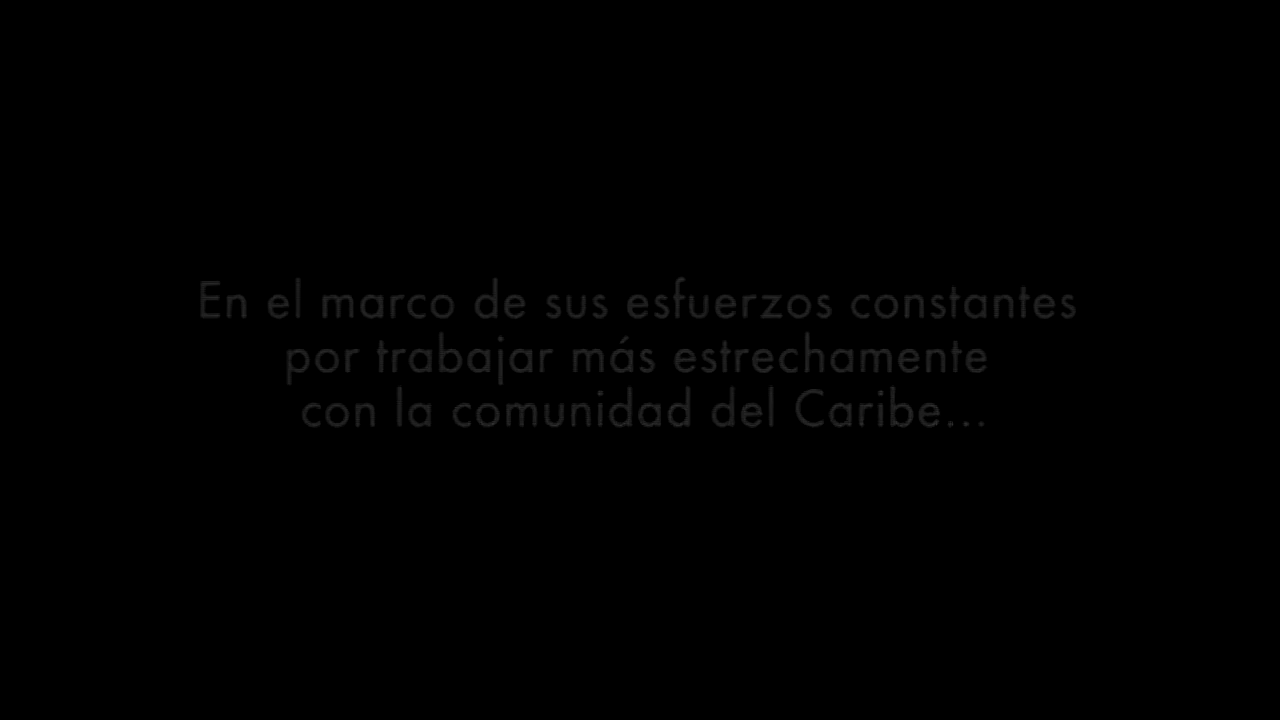 En el marco de sus esfuerzos constantes
por trabajar más estrechamente
con la comunidad del Caribe...